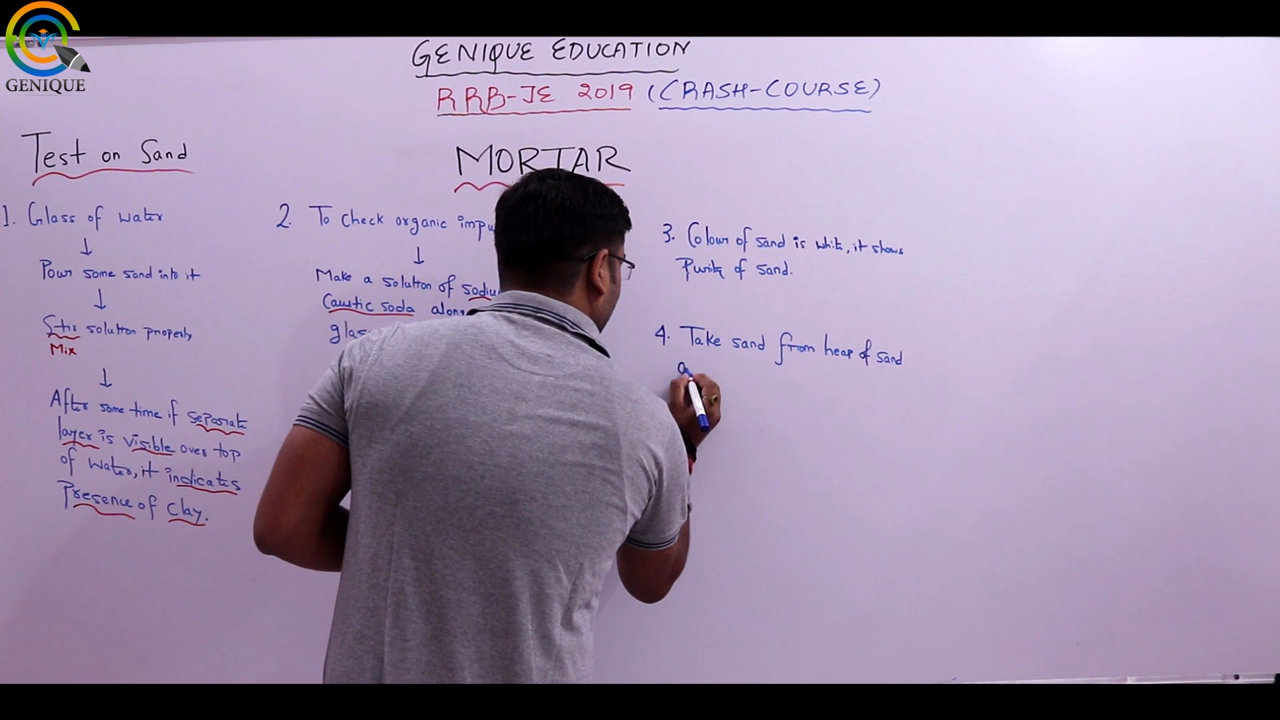 GENIQUE
GENIQUE EDUCATION
RRB-JE 2019 (CRASH-COURSE)
MORTAR
Test on Sand
1. Glass of water
↓
Pour some sand into it
↓
Stir solution properly
Mix
↓
After some time if separate
layer is visible over top
of water, it indicates
Presence of clay.
2. To check organic impu
↓
Make a solution of sodiu
Caustic soda along
glas
3. Colour of sand is white, it shows
Purity of sand.
4. Take sand from heap of sand
a